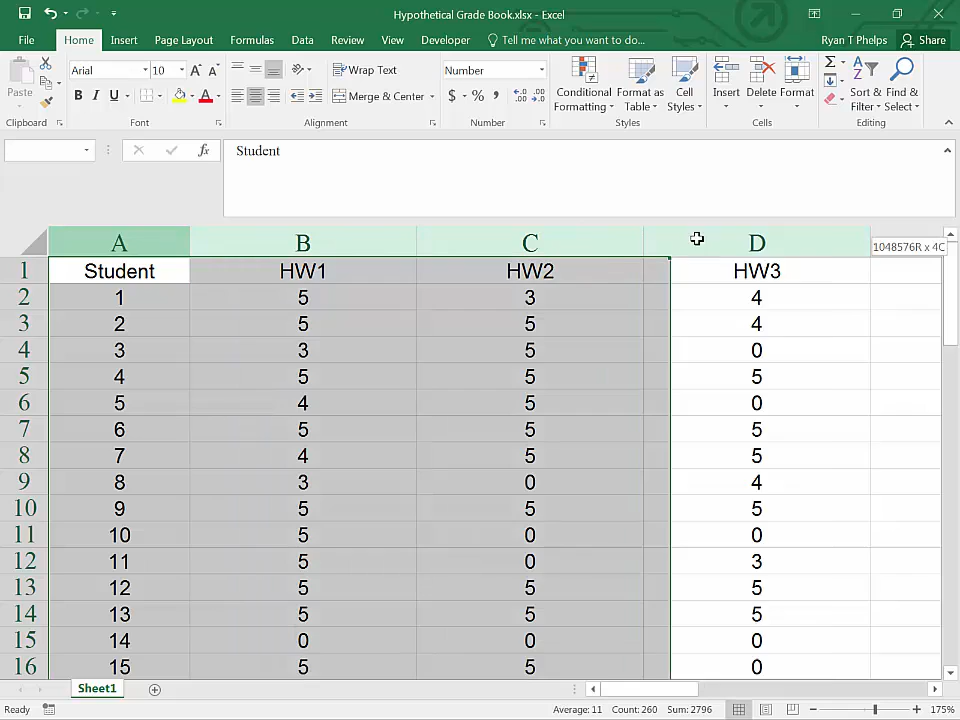 Hypothetical Grade Book.xlsx - Excel
File Home Insert Page Layout Formulas Data Review View Developer Tell me what you want to do... Ryan T Phelps Share
Paste Arial 10 A A Wrap Text Number Conditional Formatting Format as Table Cell Styles Insert Delete Format Sort & Filter Find & Select
B I U A Merge & Center $ % , .0 .00 .00 .0
Clipboard Font Alignment Number Styles Cells Editing
fx Student
A B C D 1048576R x 4C
1 Student HW1 HW2 HW3
2 1 5 3 4
3 2 5 5 4
4 3 3 5 0
5 4 5 5 5
6 5 4 5 0
7 6 5 5 5
8 7 4 5 5
9 8 3 0 4
10 9 5 5 5
11 10 5 0 0
12 11 5 0 3
13 12 5 5 5
14 13 5 5 5
15 14 0 0 0
16 15 5 5 0
Sheet1
Ready Average: 11 Count: 260 Sum: 2796 175%